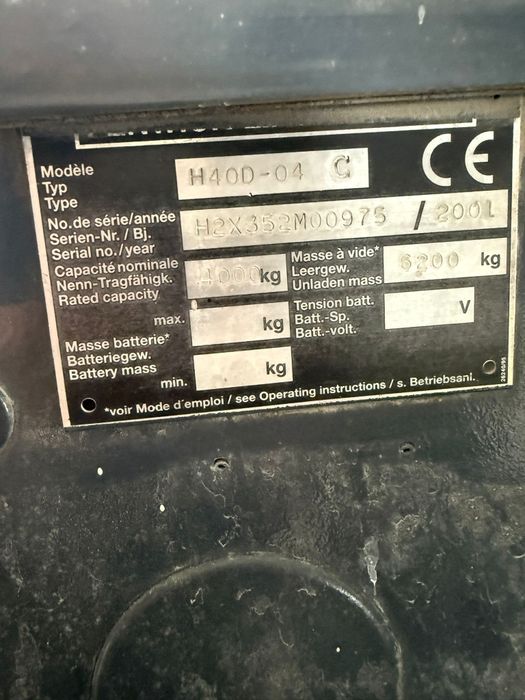 Modèle
Typ
Type
H40D-04 C
CE
No.de série/année
Serien-Nr. / Bj.
Serial no./year
H2X352M00975 / 2001
Capacité nominale
Nenn-Tragfähigk.
Rated capacity
4000 kg
Masse à vide*
Leergew.
Unladen mass
6200 kg
Masse batterie*
Batteriegew.
Battery mass
max. kg
min. kg
Tension batt.
Batt.-Sp.
Batt.-volt.
V
*voir Mode d'emploi / see Operating instructions / s. Betriebsanl.